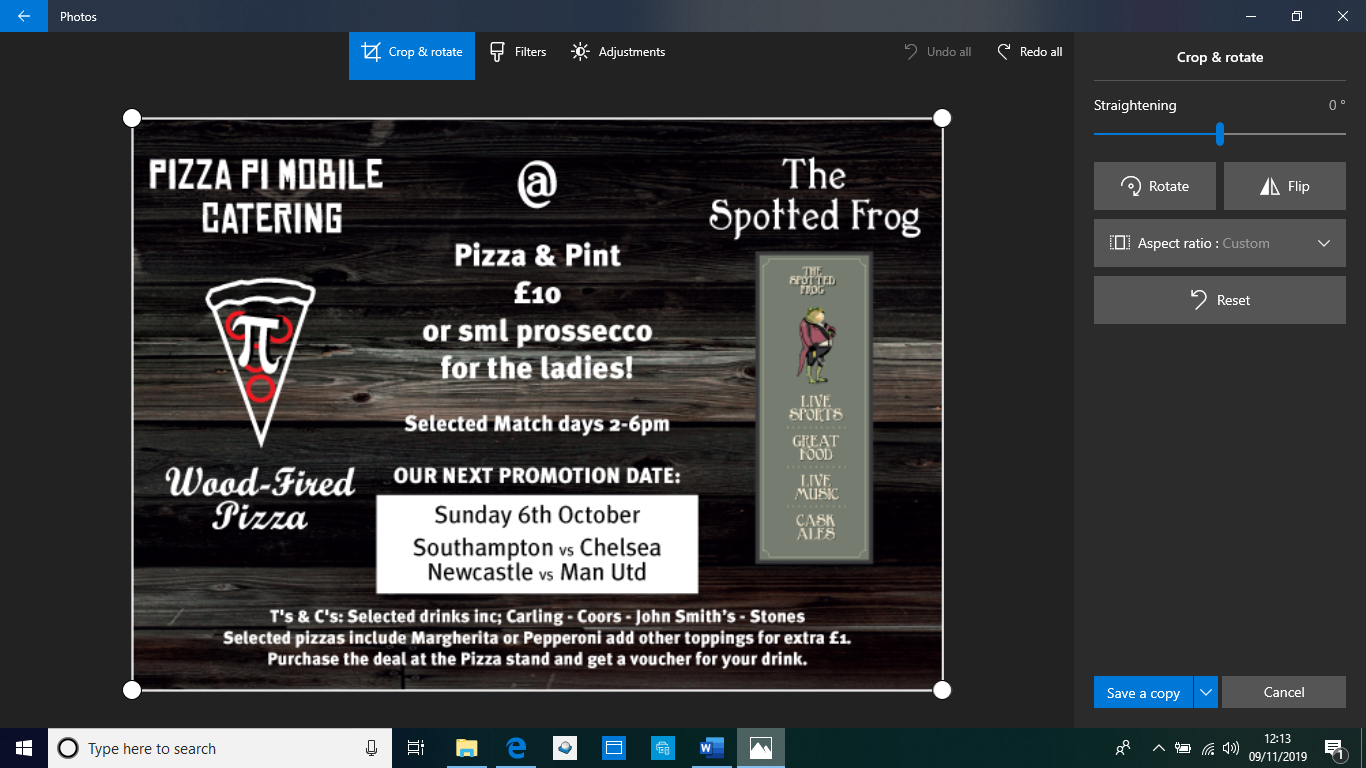 Photos
Crop & rotate
Filters
Adjustments
Undo all
Redo all
Crop & rotate
Straightening
0 °
Rotate
Flip
Aspect ratio : Custom
Reset
Save a copy
Cancel
PIZZA PI MOBILE
CATERING
@
The
Spotted Frog
Pizza & Pint
£10
or sml prossecco
for the ladies!
Selected Match days 2-6pm
π
Wood-Fired
Pizza
THE
SPOTTED
FROG
LIVE
SPORTS
GREAT
FOOD
LIVE
MUSIC
CASK
ALES
OUR NEXT PROMOTION DATE:
Sunday 6th October
Southampton vs Chelsea
Newcastle vs Man Utd
T's & C's: Selected drinks inc; Carling - Coors - John Smith's - Stones
Selected pizzas include Margherita or Pepperoni add other toppings for extra £1.
Purchase the deal at the Pizza stand and get a voucher for your drink.
Type here to search
12:13
09/11/2019
1